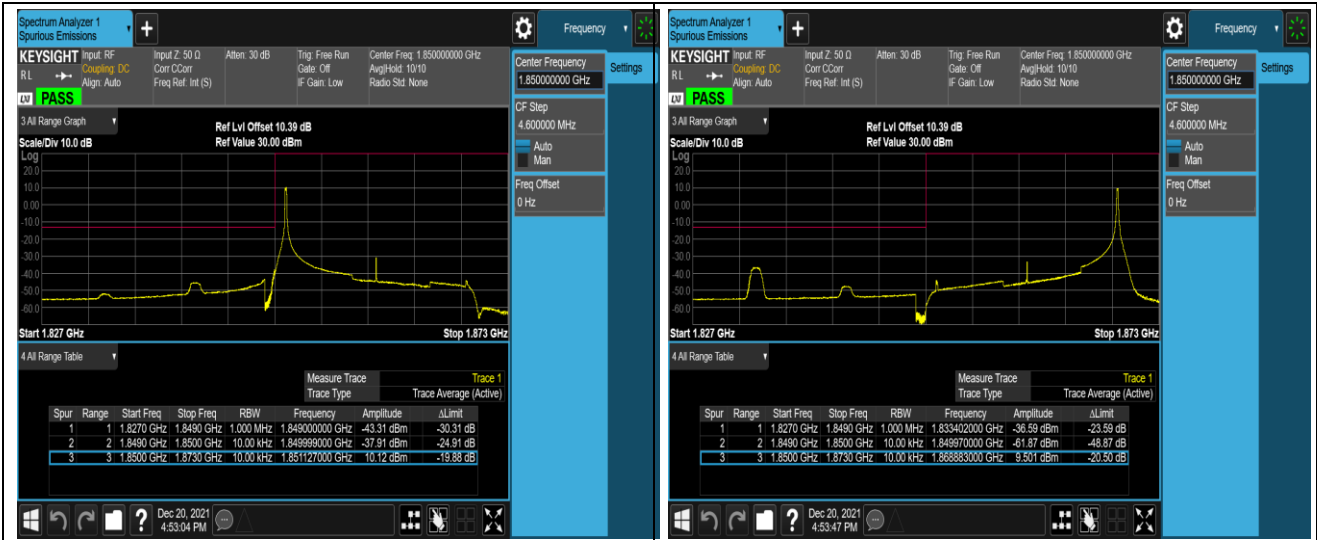 Spectrum Analyzer 1
Spurious Emissions
+
Frequency
KEYSIGHT
Input: RF
Coupling: DC
Align: Auto
Input Z: 50 Ω
Corr CCorr
Freq Ref: Int (S)
Atten: 30 dB
Trig: Free Run
Gate: Off
IF Gain: Low
Center Freq: 1.850000000 GHz
Avg|Hold: 10/10
Radio Std: None
R L
LXI
PASS
Center Frequency
1.850000000 GHz
Settings
CF Step
4.600000 MHz
Auto
Man
Freq Offset
0 Hz
3 All Range Graph
Ref Lvl Offset 10.39 dB
Scale/Div 10.0 dB
Ref Value 30.00 dBm
Log
20.0
10.0
0.00
-10.0
-20.0
-30.0
-40.0
-50.0
-60.0
Start 1.827 GHz
Stop 1.873 GHz
4 All Range Table
Measure Trace Trace 1
Trace Type Trace Average (Active)
Spur Range Start Freq Stop Freq RBW Frequency Amplitude ΔLimit
1 1 1.8270 GHz 1.8490 GHz 1.000 MHz 1.849000000 GHz -43.31 dBm -30.31 dB
2 2 1.8490 GHz 1.8500 GHz 10.00 kHz 1.849999000 GHz -37.91 dBm -24.91 dB
3 3 1.8500 GHz 1.8730 GHz 10.00 kHz 1.851127000 GHz 10.12 dBm -19.88 dB
?
Dec 20, 2021
4:53:04 PM
Spectrum Analyzer 1
Spurious Emissions
+
Frequency
KEYSIGHT
Input: RF
Coupling: DC
Align: Auto
Input Z: 50 Ω
Corr CCorr
Freq Ref: Int (S)
Atten: 30 dB
Trig: Free Run
Gate: Off
IF Gain: Low
Center Freq: 1.850000000 GHz
Avg|Hold: 10/10
Radio Std: None
R L
LXI
PASS
Center Frequency
1.850000000 GHz
Settings
CF Step
4.600000 MHz
Auto
Man
Freq Offset
0 Hz
3 All Range Graph
Ref Lvl Offset 10.39 dB
Scale/Div 10.0 dB
Ref Value 30.00 dBm
Log
20.0
10.0
0.00
-10.0
-20.0
-30.0
-40.0
-50.0
-60.0
Start 1.827 GHz
Stop 1.873 GHz
4 All Range Table
Measure Trace Trace 1
Trace Type Trace Average (Active)
Spur Range Start Freq Stop Freq RBW Frequency Amplitude ΔLimit
1 1 1.8270 GHz 1.8490 GHz 1.000 MHz 1.833402000 GHz -36.59 dBm -23.59 dB
2 2 1.8490 GHz 1.8500 GHz 10.00 kHz 1.849970000 GHz -61.87 dBm -48.87 dB
3 3 1.8500 GHz 1.8730 GHz 10.00 kHz 1.868883000 GHz 9.501 dBm -20.50 dB
?
Dec 20, 2021
4:53:47 PM